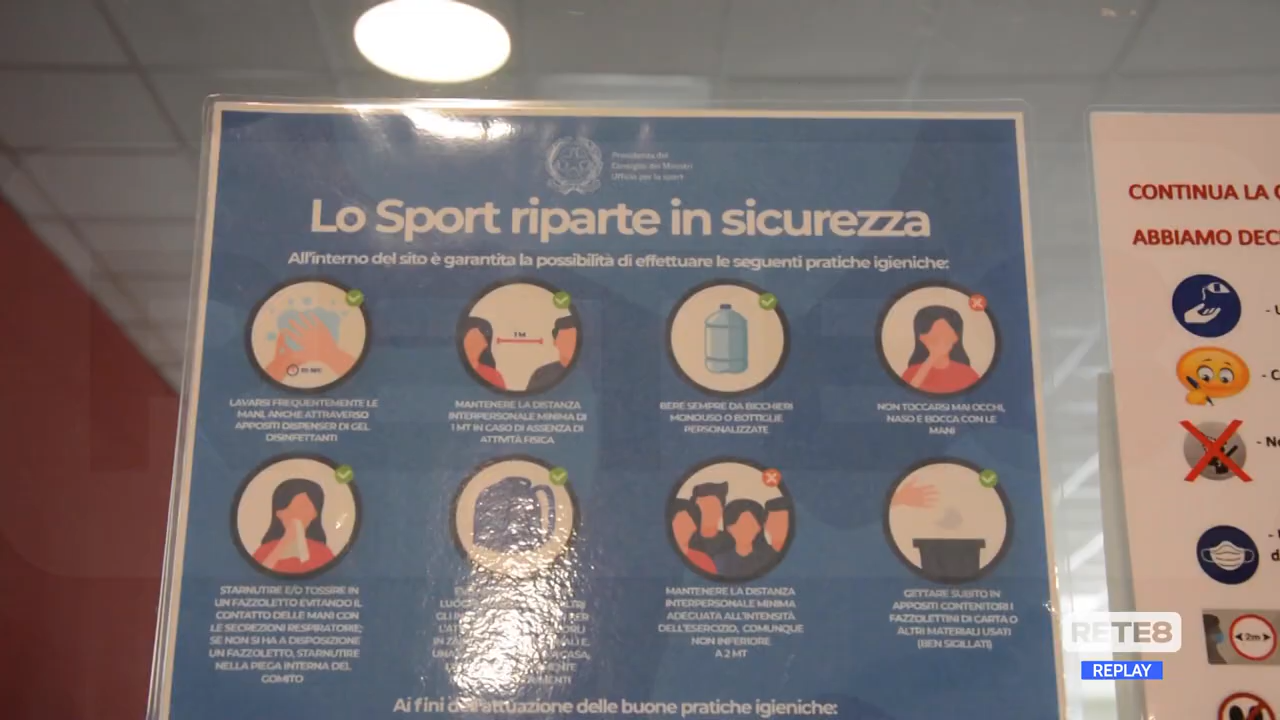 Presidenza del
Consiglio dei Ministri
Ufficio per lo sport
Lo Sport riparte in sicurezza
All'interno del sito è garantita la possibilità di effettuare le seguenti pratiche igieniche:
1 M
LAVARSI FREQUENTEMENTE LE
MANI, ANCHE ATTRAVERSO
APPOSITI DISPENSER DI GEL
DISINFETTANTI
MANTENERE LA DISTANZA
INTERPERSONALE MINIMA DI
1 MT IN CASO DI ASSENZA DI
ATTIVITÀ FISICA
BERE SEMPRE DA BICCHIERI
MONOUSO O BOTTIGLIE
PERSONALIZZATE
NON TOCCARSI MAI OCCHI,
NASO E BOCCA CON LE
MANI
STARNUTIRE E/O TOSSIRE IN
UN FAZZOLETTO EVITANDO IL
CONTATTO DELLE MANI CON
LE SECREZIONI RESPIRATORIE;
SE NON SI HA A DISPOSIZIONE
UN FAZZOLETTO, STARNUTIRE
NELLA PIEGA INTERNA DEL
GOMITO
MANTENERE LA DISTANZA
INTERPERSONALE MINIMA
ADEGUATA ALL'INTENSITÀ
DELL'ESERCIZIO, COMUNQUE
NON INFERIORE
A 2 MT
GETTARE SUBITO IN
APPOSITI CONTENITORI I
FAZZOLETTINI DI CARTA O
ALTRI MATERIALI USATI
(BEN SIGILLATI)
Ai fini dell'attuazione delle buone pratiche igieniche:
CONTINUA LA
ABBIAMO DEC
2m
RETE8
REPLAY